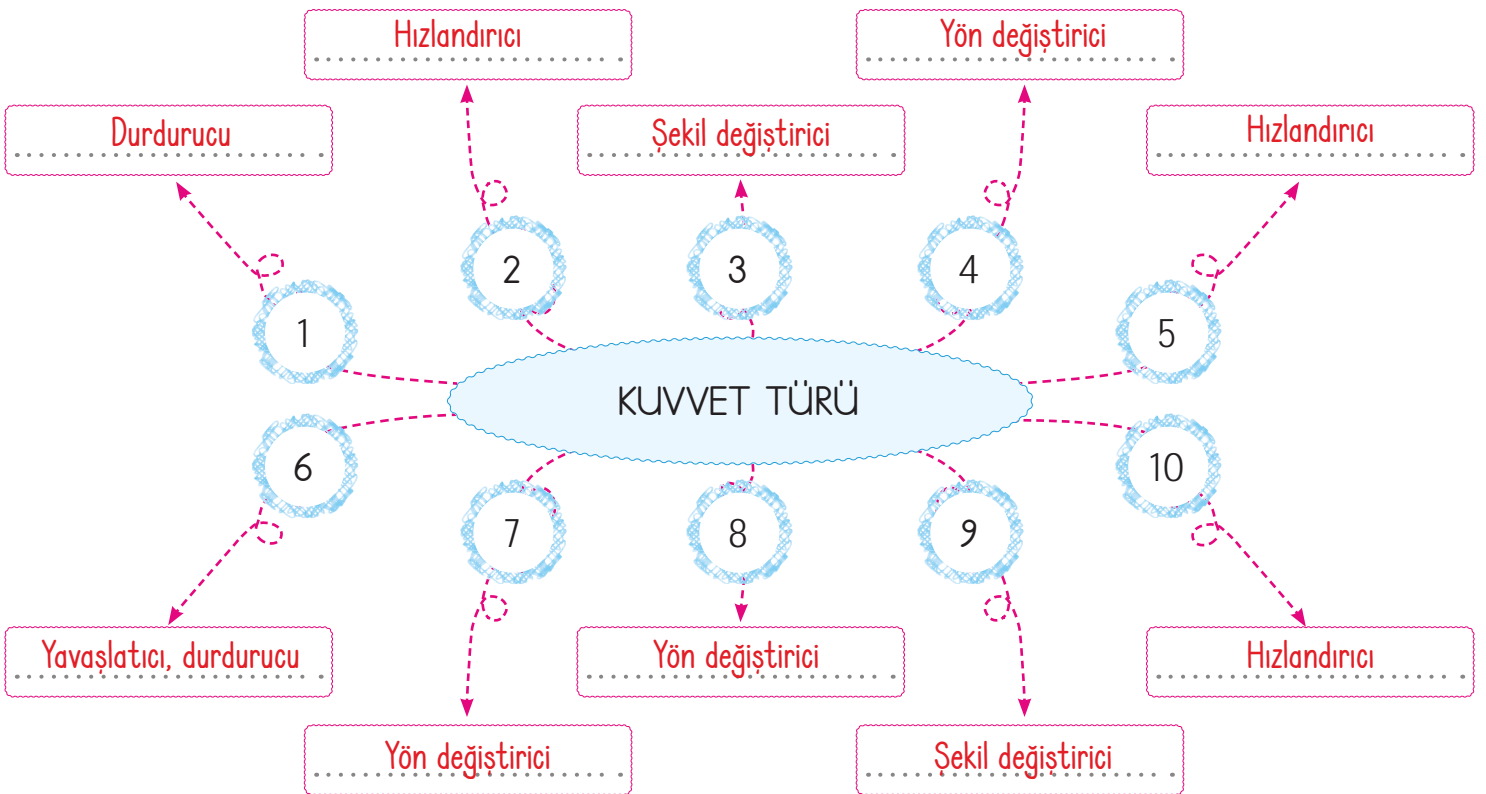 Hızlandırıcı
Yön değiştirici
Durdurucu
Şekil değiştirici
Hızlandırıcı
2
3
4
1
5
KUVVET TÜRÜ
6
10
7
8
9
Yavaşlatıcı, durdurucu
Yön değiştirici
Hızlandırıcı
Yön değiştirici
Şekil değiştirici